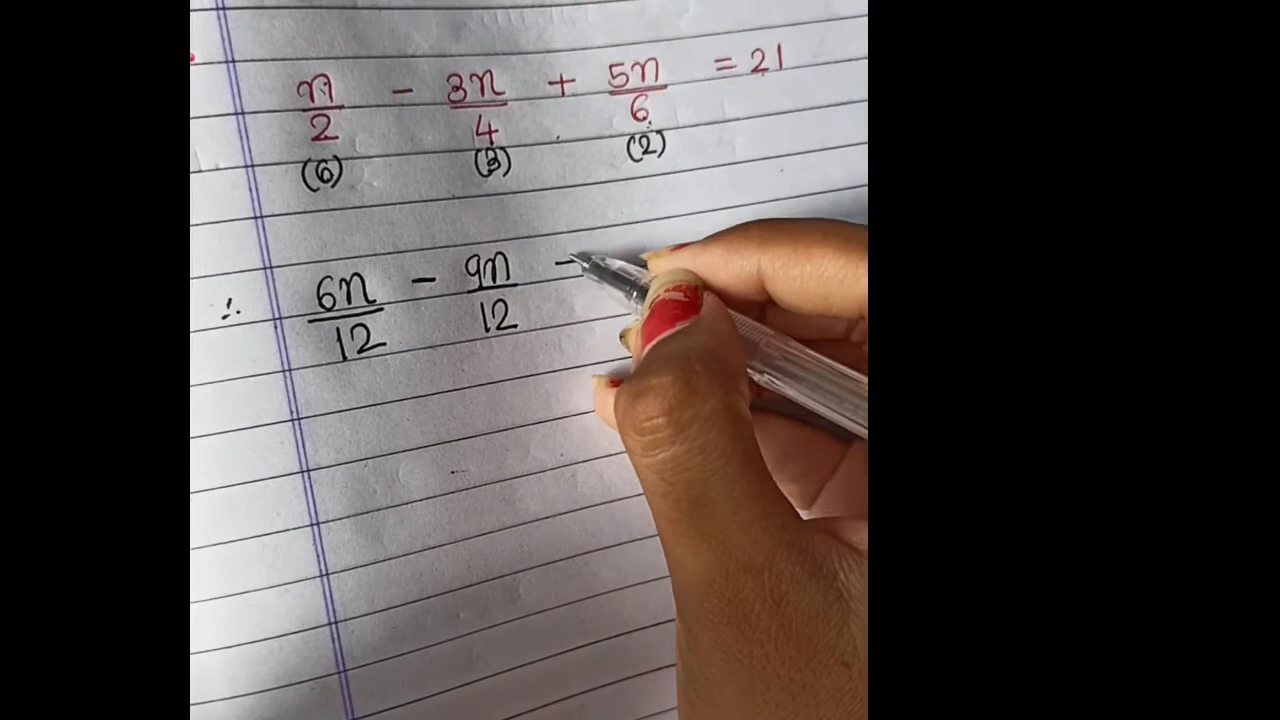 n/2 - 3n/4 + 5n/6 = 21
(6) (3) (2)
∴ 6n/12 - 9n/12 -